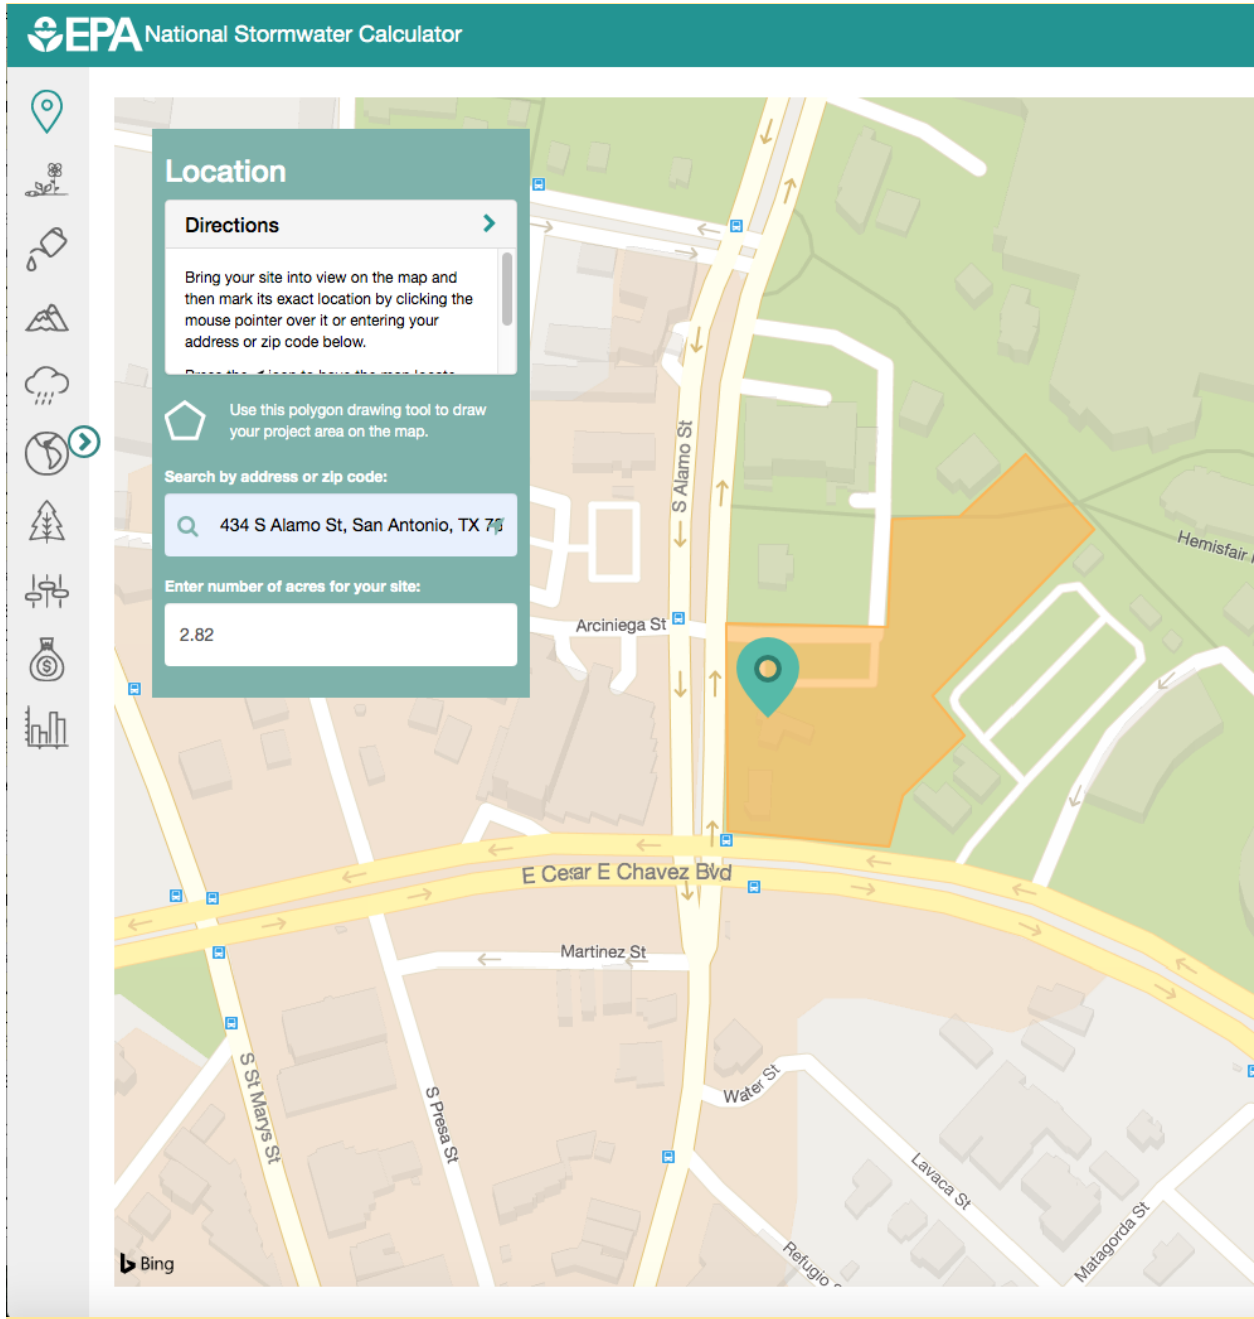 EPA National Stormwater Calculator
Location
Directions
Bring your site into view on the map and
then mark its exact location by clicking the
mouse pointer over it or entering your
address or zip code below.
Use this polygon drawing tool to draw
your project area on the map.
Search by address or zip code:
434 S Alamo St, San Antonio, TX
Enter number of acres for your site:
2.82
S Alamo St
Hemisfair
Arciniega St
E Cesar E Chavez Blvd
Martinez St
S St Marys St
S Presa St
Water St
Lavaca St
Matagorda St
Refugio
Bing